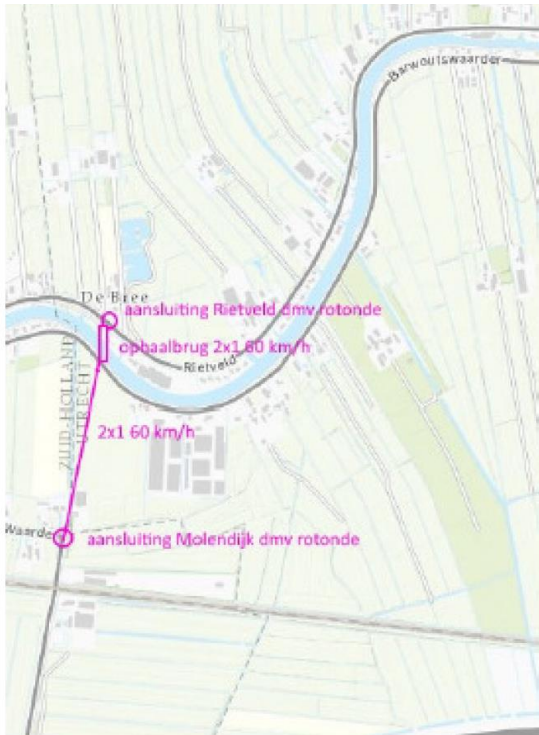 Barwoutswaarder
De Bree
aansluiting Rietveld dmv rotonde
ophaalbrug 2x1 60 km/h
Rietveld
ZUID-HOLLAND
UTRECHT
2x1 60 km/h
Waarder
aansluiting Molendijk dmv rotonde